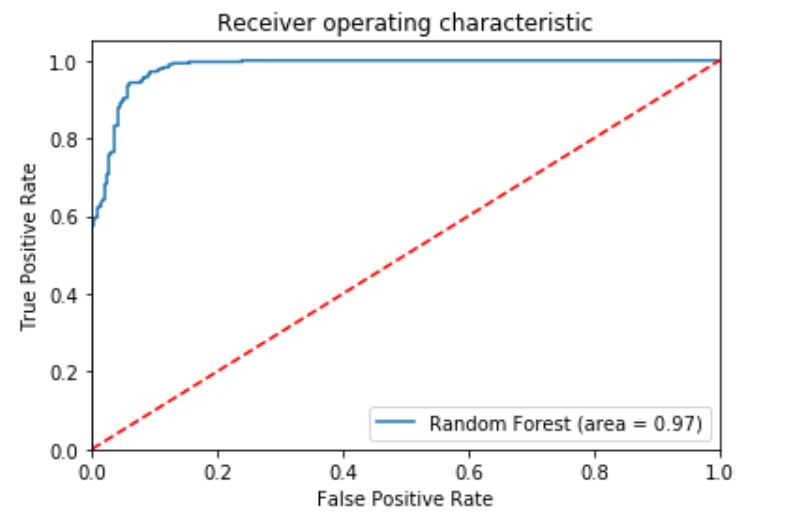 Receiver operating characteristic
1.0
0.8
0.6
0.4
0.2
0.0
True Positive Rate
Random Forest (area = 0.97)
0.0 0.2 0.4 0.6 0.8 1.0
False Positive Rate